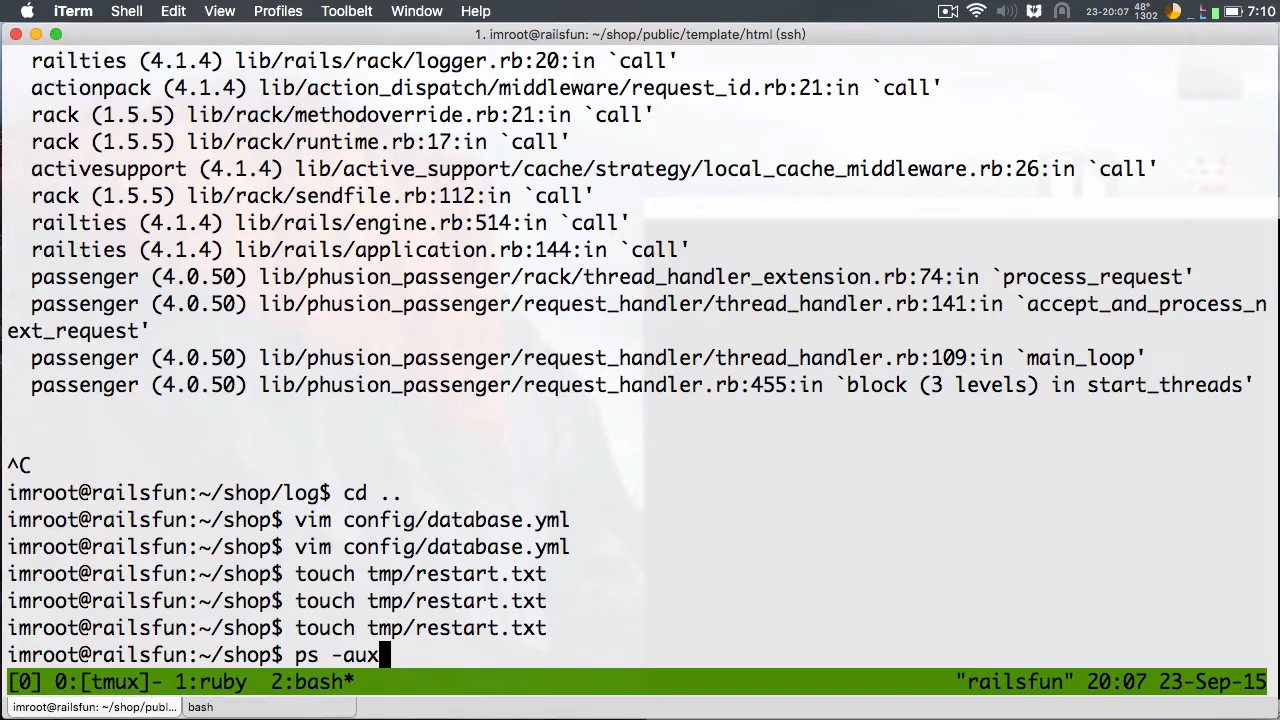 iTerm Shell Edit View Profiles Toolbelt Window Help 23-20:07 48° 1302 7:10
1. imroot@railsfun: ~/shop/public/template/html (ssh)
railties (4.1.4) lib/rails/rack/logger.rb:20:in `call'
actionpack (4.1.4) lib/action_dispatch/middleware/request_id.rb:21:in `call'
rack (1.5.5) lib/rack/methodoverride.rb:21:in `call'
rack (1.5.5) lib/rack/runtime.rb:17:in `call'
activesupport (4.1.4) lib/active_support/cache/strategy/local_cache_middleware.rb:26:in `call'
rack (1.5.5) lib/rack/sendfile.rb:112:in `call'
railties (4.1.4) lib/rails/engine.rb:514:in `call'
railties (4.1.4) lib/rails/application.rb:144:in `call'
passenger (4.0.50) lib/phusion_passenger/rack/thread_handler_extension.rb:74:in `process_request'
passenger (4.0.50) lib/phusion_passenger/request_handler/thread_handler.rb:141:in `accept_and_process_n
ext_request'
passenger (4.0.50) lib/phusion_passenger/request_handler/thread_handler.rb:109:in `main_loop'
passenger (4.0.50) lib/phusion_passenger/request_handler.rb:455:in `block (3 levels) in start_threads'
^C
imroot@railsfun:~/shop/log$ cd ..
imroot@railsfun:~/shop$ vim config/database.yml
imroot@railsfun:~/shop$ vim config/database.yml
imroot@railsfun:~/shop$ touch tmp/restart.txt
imroot@railsfun:~/shop$ touch tmp/restart.txt
imroot@railsfun:~/shop$ touch tmp/restart.txt
imroot@railsfun:~/shop$ ps -aux
[0] 0:[tmux]- 1:ruby 2:bash* "railsfun" 20:07 23-Sep-15
imroot@railsfun: ~/shop/publ... bash